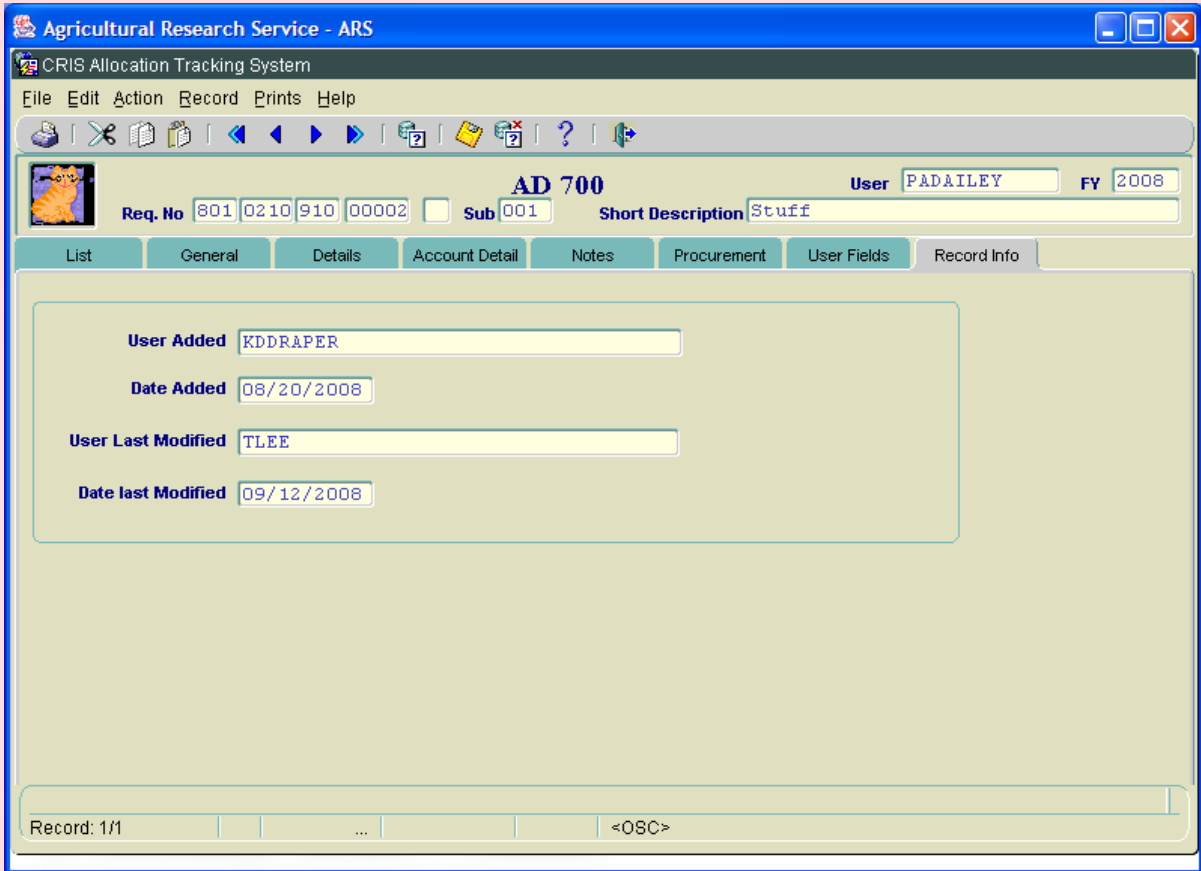 Agricultural Research Service - ARS
CRIS Allocation Tracking System
File Edit Action Record Prints Help
AD 700 User PADAILEY FY 2008
Req. No 801 0210 910 00002 Sub 001 Short Description Stuff
List General Details Account Detail Notes Procurement User Fields Record Info
User Added KDDRAPER
Date Added 08/20/2008
User Last Modified TLEE
Date last Modified 09/12/2008
Record: 1/1 ... <OSC>